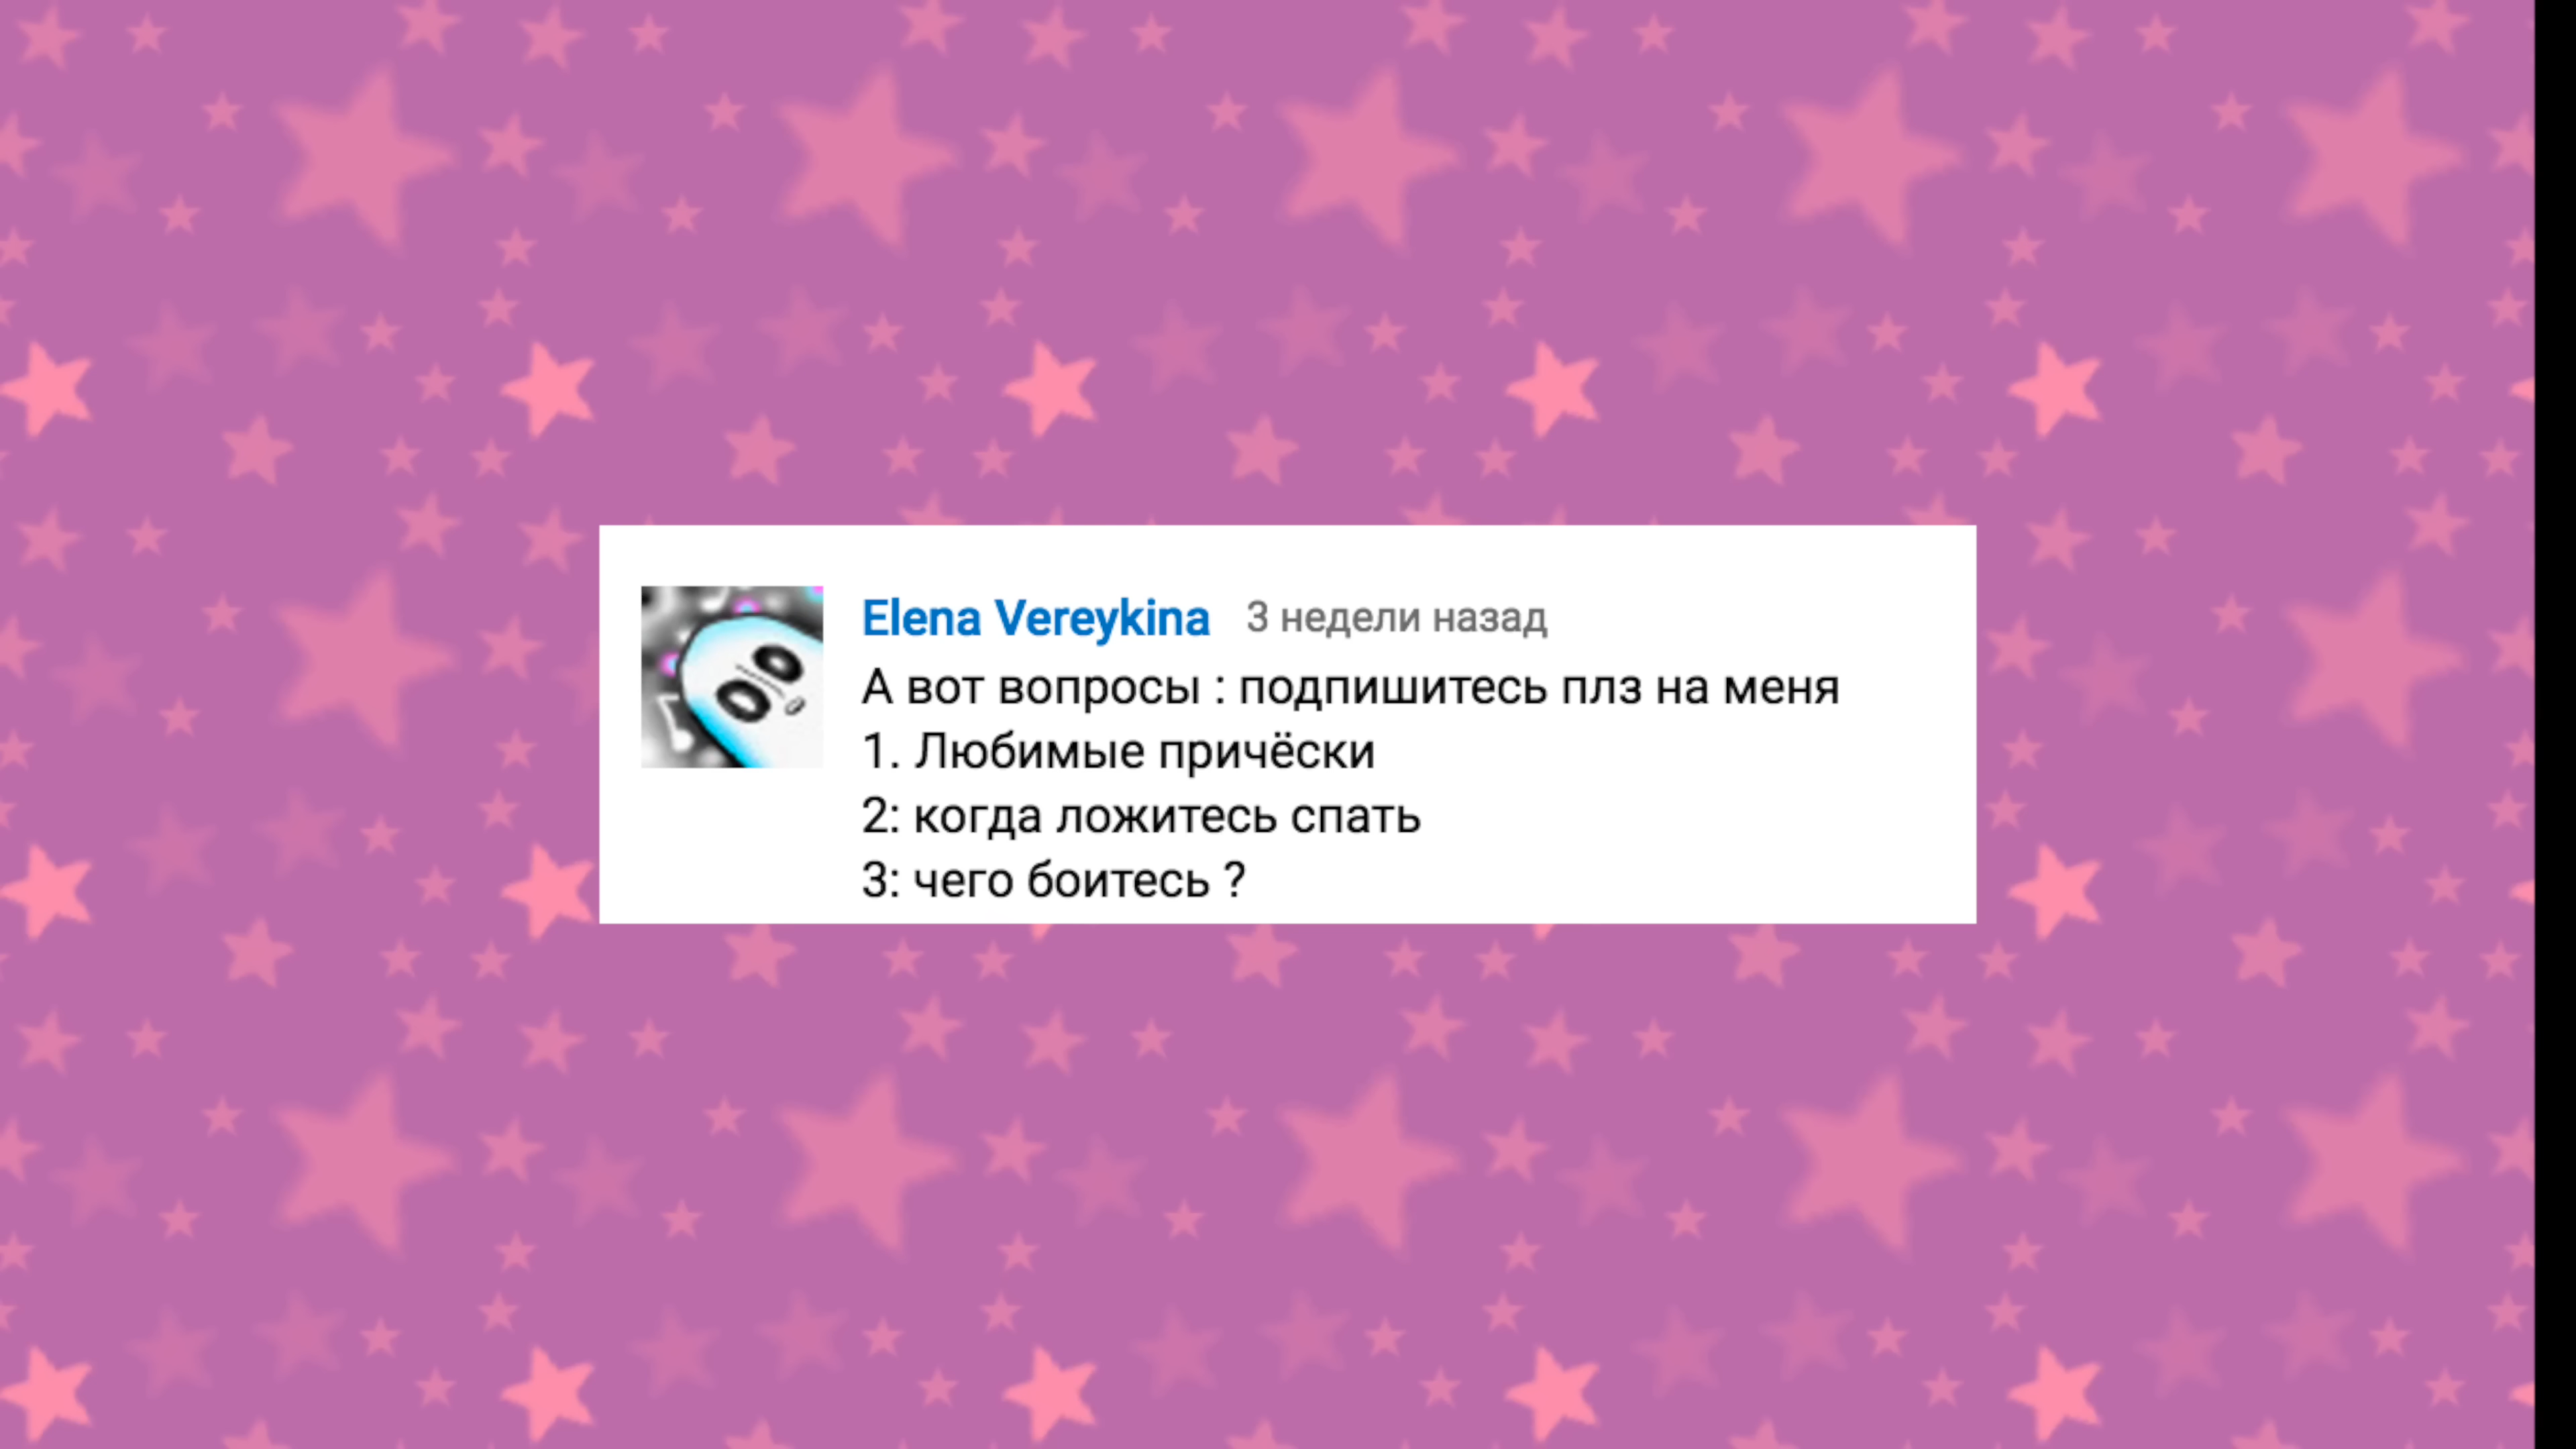 Elena Vereykina 3 недели назад
А вот вопросы : подпишитесь плз на меня
1. Любимые причёски
2: когда ложитесь спать
3: чего боитесь ?